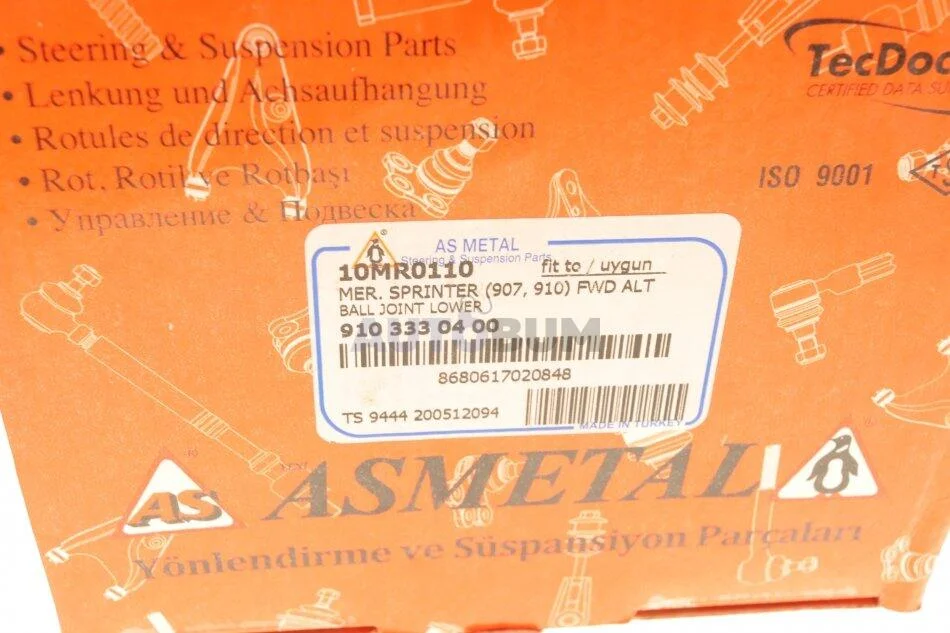 • Steering & Suspension Parts
• Lenkung und Achsaufhangung
• Rotules de direction et suspension
• Rot, Rotil ve Rotbaşı
• Управление & Подвеска
TecDoc
CERTIFIED DATA SU
ISO 9001
TS
AS METAL
Steering & Suspension Parts
10MR0110 fit to / uygun
MER. SPRINTER (907, 910) FWD ALT
BALL JOINT LOWER
910 333 04 00
AUTOBUM
8680617020848
TS 9444 200512094
MADE IN TURKEY
AS ASMETAL
Yönlendirme ve Süspansiyon Parçaları